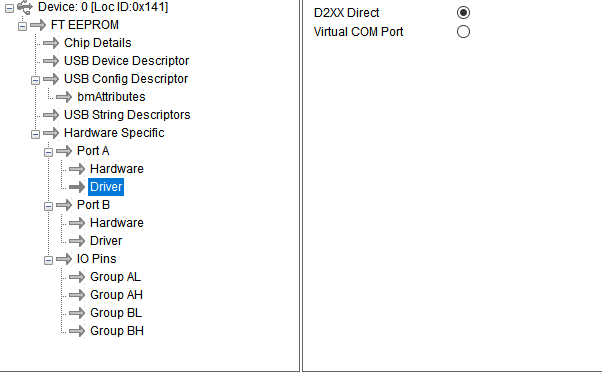 Device: 0 [Loc ID:0x141]
FT EEPROM
Chip Details
USB Device Descriptor
USB Config Descriptor
bmAttributes
USB String Descriptors
Hardware Specific
Port A
Hardware
Driver
Port B
Hardware
Driver
IO Pins
Group AL
Group AH
Group BL
Group BH
D2XX Direct
Virtual COM Port